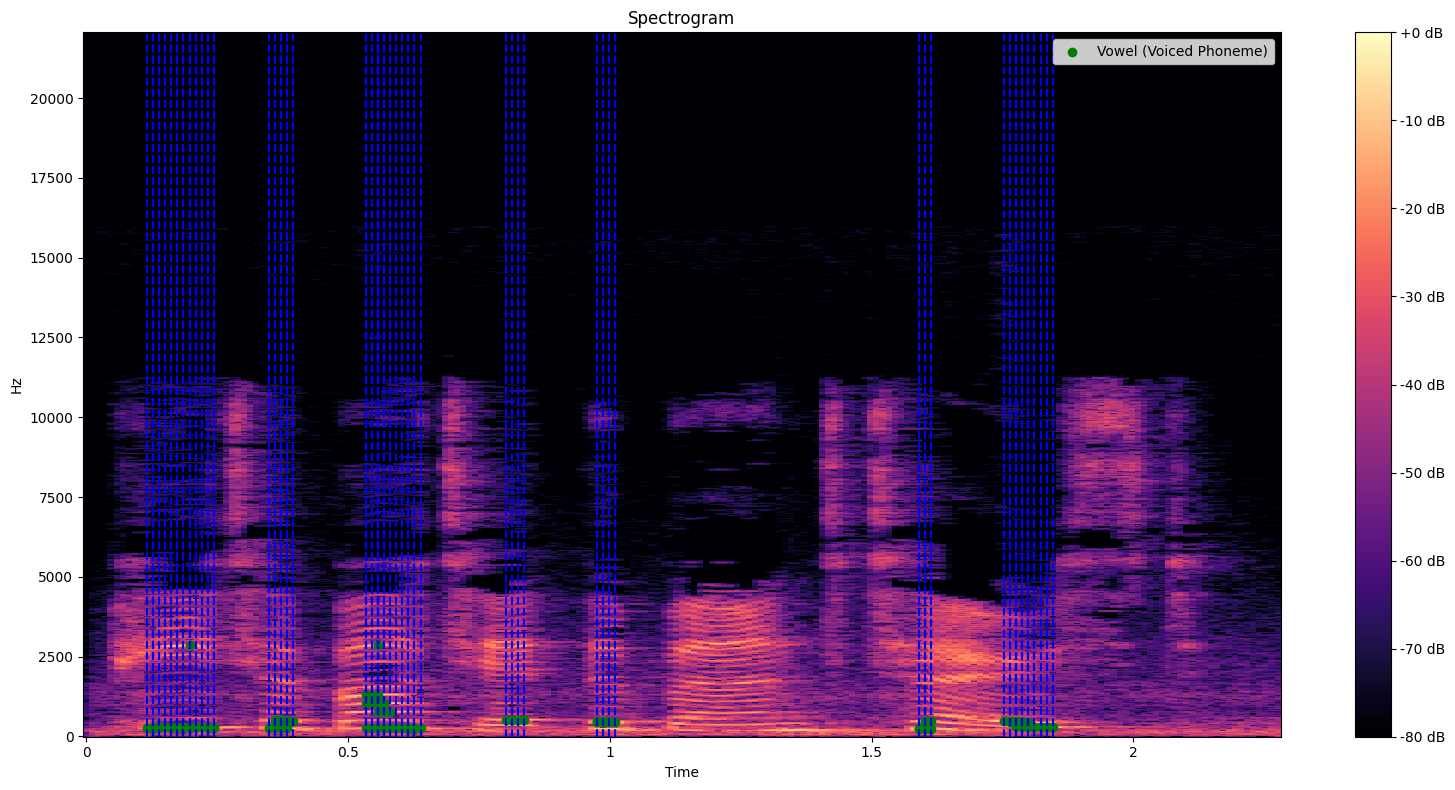 Spectrogram
Vowel (Voiced Phoneme)
Hz
20000
17500
15000
12500
10000
7500
5000
2500
0
0
0.5
1
1.5
2
Time
+0 dB
-10 dB
-20 dB
-30 dB
-40 dB
-50 dB
-60 dB
-70 dB
-80 dB